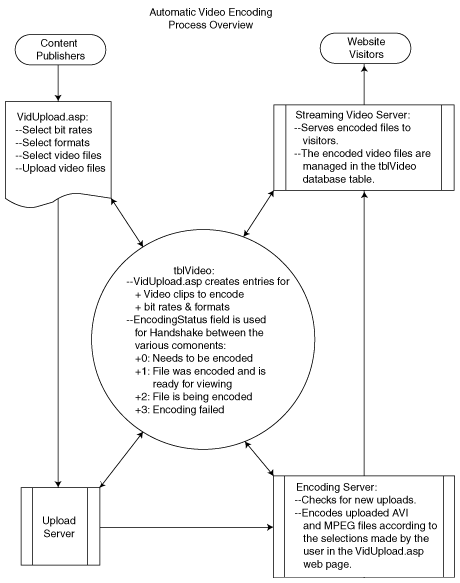 Automatic Video Encoding
Process Overview
Content
Publishers
Website
Visitors
VidUpload.asp:
--Select bit rates
--Select formats
--Select video files
--Upload video files
Streaming Video Server:
--Serves encoded files to
visitors.
--The encoded video files are
managed in the tblVideo
database table.
tblVideo:
--VidUpload.asp creates entries for
+ Video clips to encode
+ bit rates & formats
--EncodingStatus field is used
for Handshake between the
various comonents:
+0: Needs to be encoded
+1: File was encoded and is
ready for viewing
+2: File is being encoded
+3: Encoding failed
Upload
Server
Encoding Server:
--Checks for new uploads.
--Encodes uploaded AVI
and MPEG files according to
the selections made by the
user in the VidUpload.asp
web page.